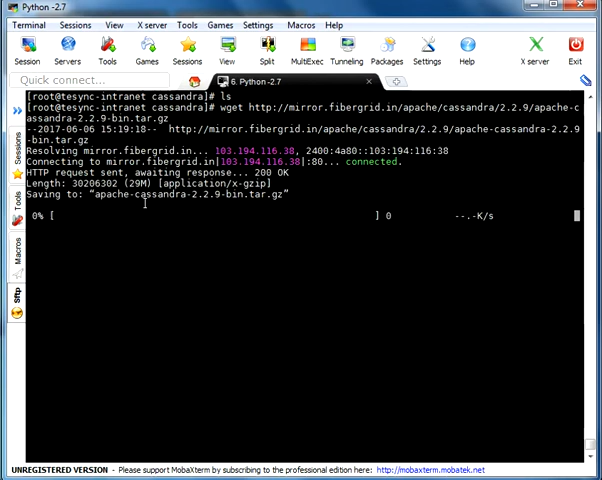 Python -2.7
Terminal Sessions View X server Tools Games Settings Macros Help
Session Servers Tools Games Sessions View Split MultiExec Tunneling Packages Settings Help X server Exit
Quick connect...
6. Python -2.7
Sessions
Tools
Macros
Sftp
[root@tesync-intranet cassandra]# ls
[root@tesync-intranet cassandra]# wget http://mirror.fibergrid.in/apache/cassandra/2.2.9/apache-c
assandra-2.2.9-bin.tar.gz
--2017-06-06 15:19:18-- http://mirror.fibergrid.in/apache/cassandra/2.2.9/apache-cassandra-2.2.9
-bin.tar.gz
Resolving mirror.fibergrid.in... 103.194.116.38, 2400:4a80::103:194:116:38
Connecting to mirror.fibergrid.in|103.194.116.38|:80... connected.
HTTP request sent, awaiting response... 200 OK
Length: 30206302 (29M) [application/x-gzip]
Saving to: “apache-cassandra-2.2.9-bin.tar.gz”
0% [ ] 0 --.-K/s
UNREGISTERED VERSION - Please support MobaXterm by subscribing to the professional edition here: http://mobaxterm.mobatek.net